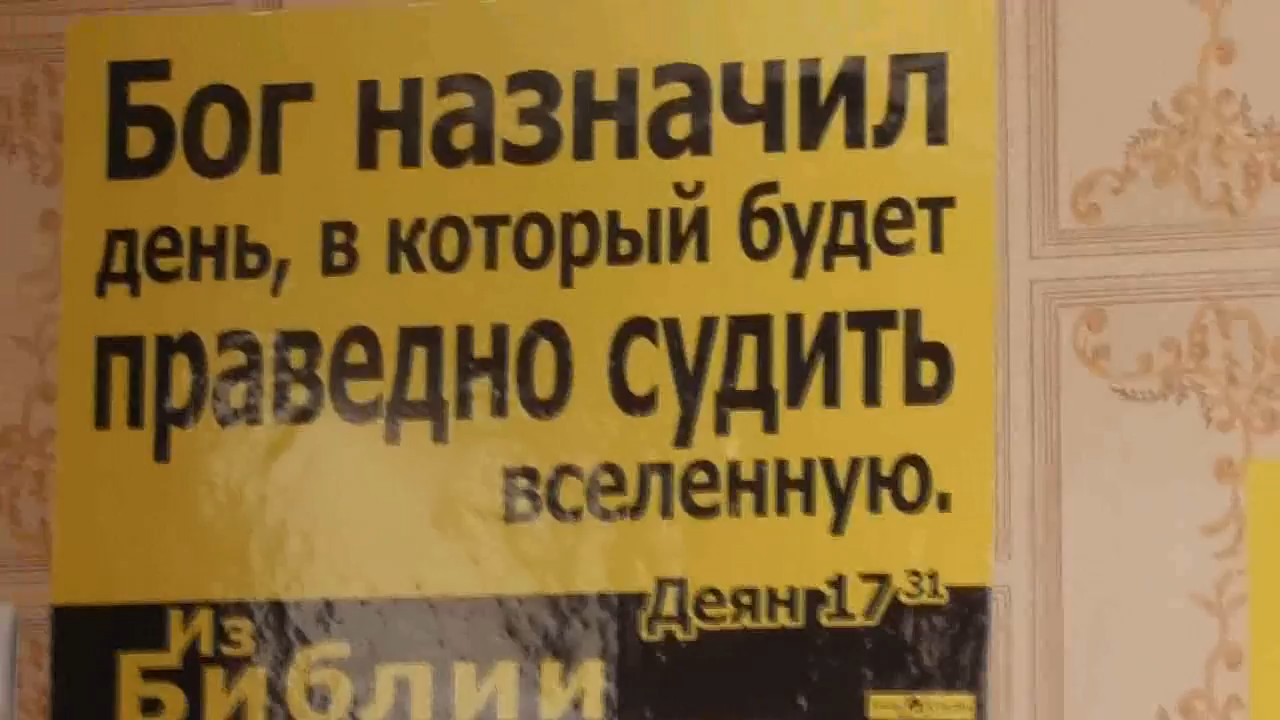 Бог назначил
день, в который будет
праведно судить
вселенную.
Деян 17 31
Из
Библии